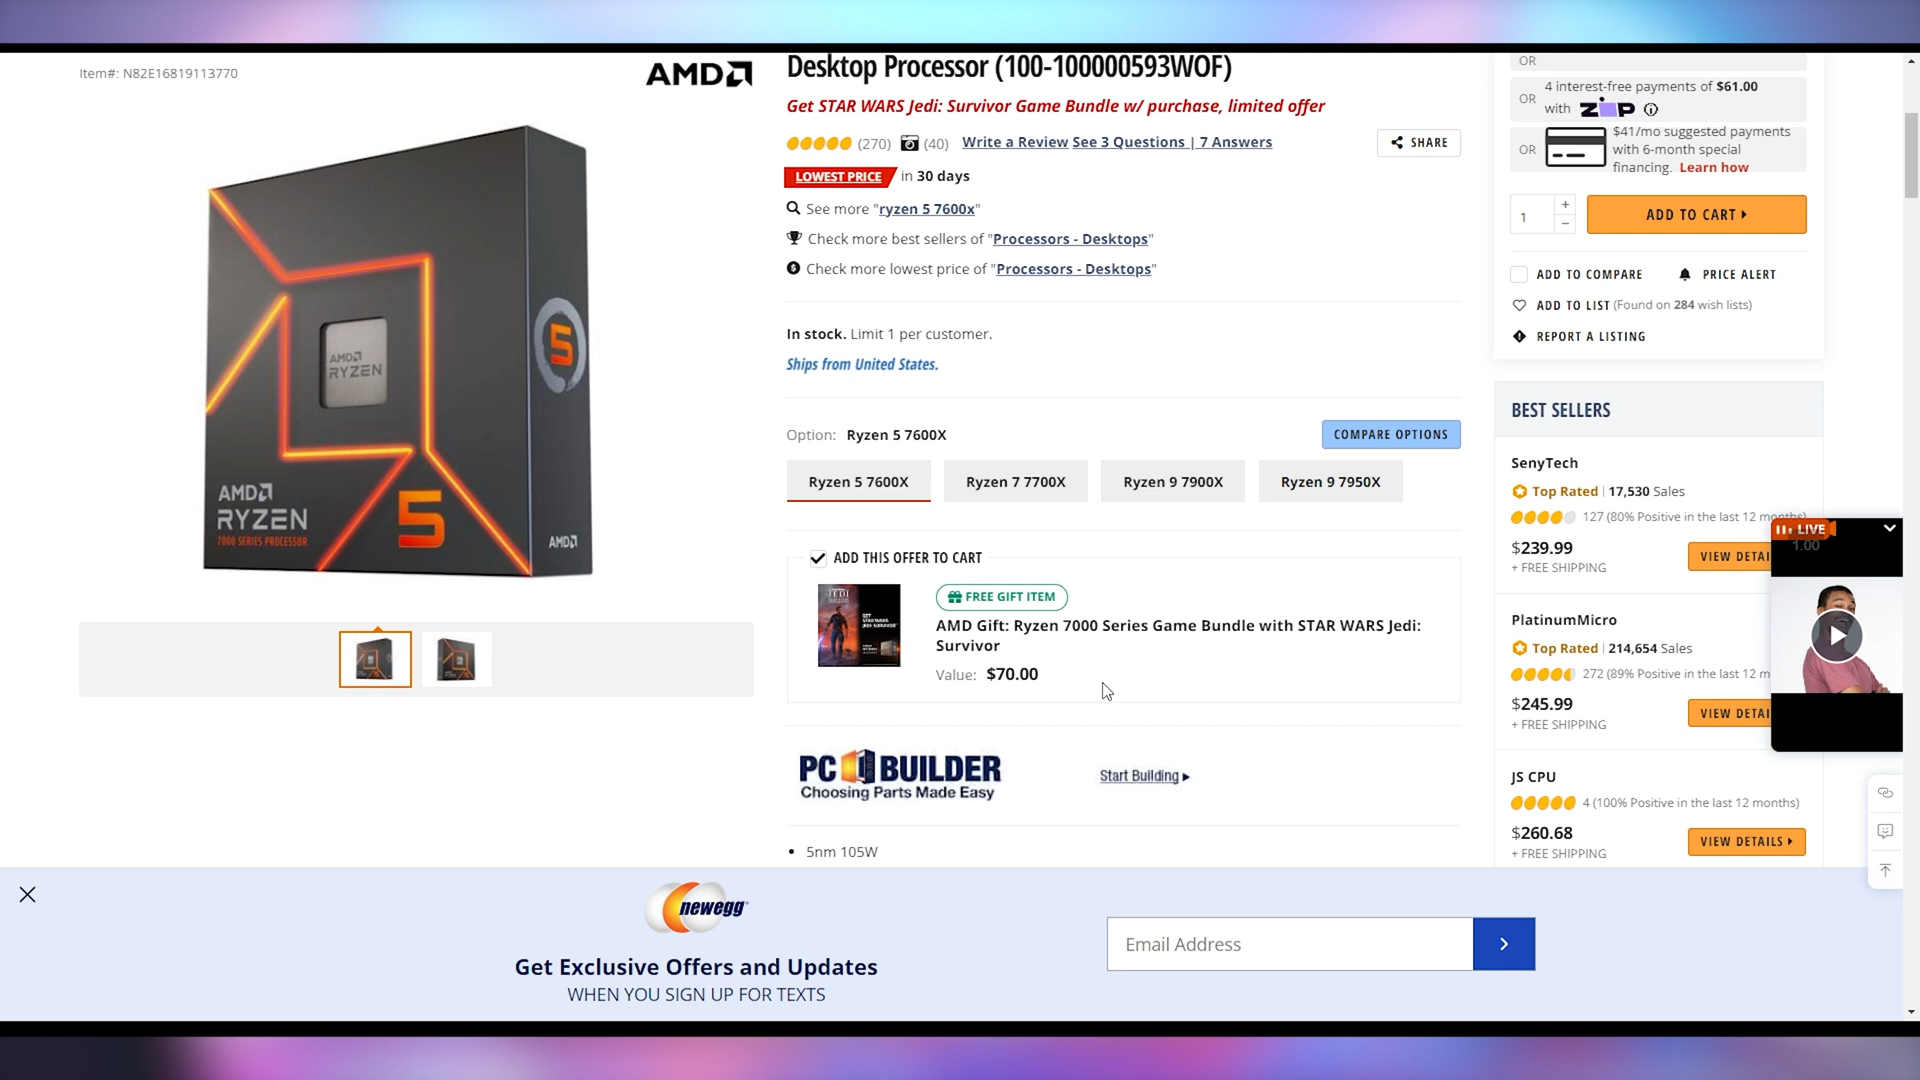 Item#: N82E16819113770
AMD
Desktop Processor (100-100000593WOF)
Get STAR WARS Jedi: Survivor Game Bundle w/ purchase, limited offer
(270) (40) Write a Review See 3 Questions | 7 Answers
SHARE
LOWEST PRICE in 30 days
See more "ryzen 5 7600x"
Check more best sellers of "Processors - Desktops"
Check more lowest price of "Processors - Desktops"
In stock. Limit 1 per customer.
Ships from United States.
Option: Ryzen 5 7600X
COMPARE OPTIONS
Ryzen 5 7600X
Ryzen 7 7700X
Ryzen 9 7900X
Ryzen 9 7950X
ADD THIS OFFER TO CART
FREE GIFT ITEM
AMD Gift: Ryzen 7000 Series Game Bundle with STAR WARS Jedi:
Survivor
Value: $70.00
JEDI
PC BUILDER
Choosing Parts Made Easy
Start Building
5nm 105W
AMD
RYZEN
5
AMD
RYZEN
7000 SERIES PROCESSOR
5
AMD
OR
OR
4 interest-free payments of $61.00
with ZIP
OR
$41/mo suggested payments
with 6-month special
financing. Learn how
1
+
−
ADD TO CART
ADD TO COMPARE
PRICE ALERT
ADD TO LIST (Found on 284 wish lists)
REPORT A LISTING
BEST SELLERS
SenyTech
Top Rated | 17,530 Sales
127 (80% Positive in the last 12 months)
$239.99
+ FREE SHIPPING
VIEW DETAI
PlatinumMicro
Top Rated | 214,654 Sales
272 (89% Positive in the last 12 m
$245.99
+ FREE SHIPPING
VIEW DETAI
JS CPU
4 (100% Positive in the last 12 months)
$260.68
+ FREE SHIPPING
VIEW DETAILS
LIVE
1.00
newegg
Get Exclusive Offers and Updates
WHEN YOU SIGN UP FOR TEXTS
Email Address